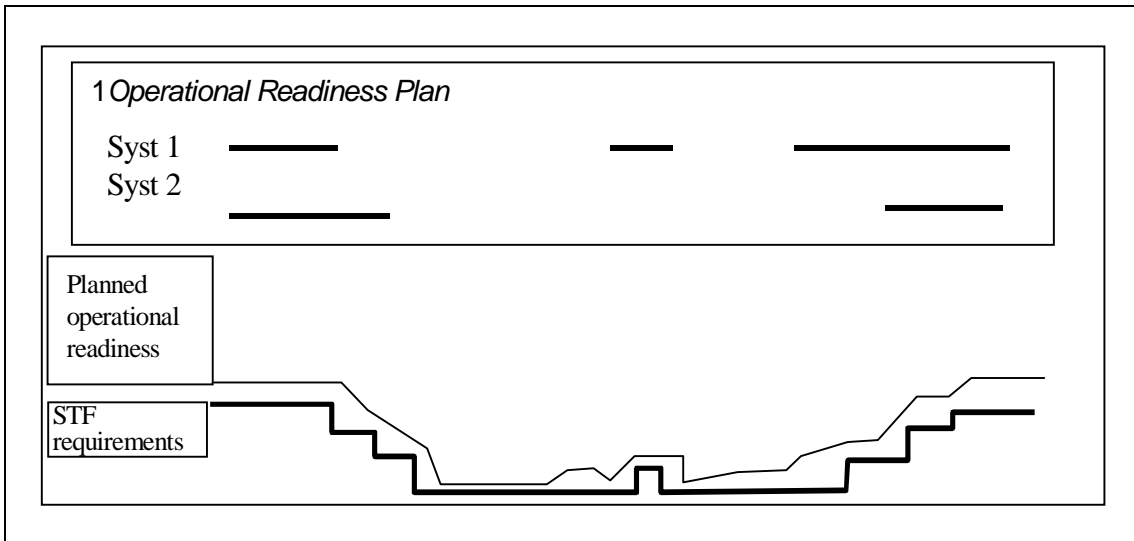 1 Operational Readiness Plan
Syst 1
Syst 2
Planned
operational
readiness
STF
requirements